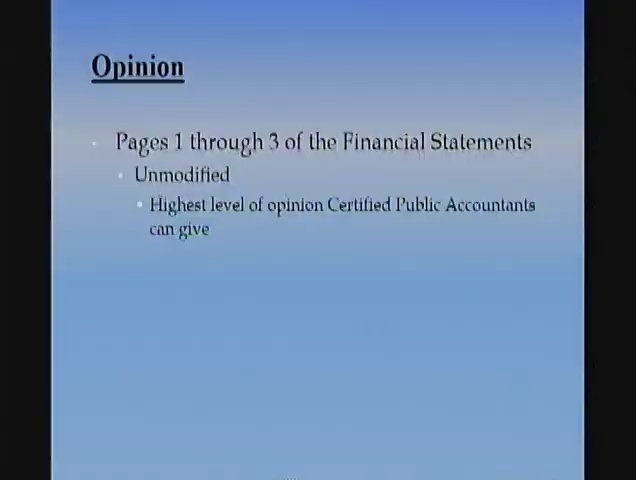 Opinion
Pages 1 through 3 of the Financial Statements
Unmodified
Highest level of opinion Certified Public Accountants
can give